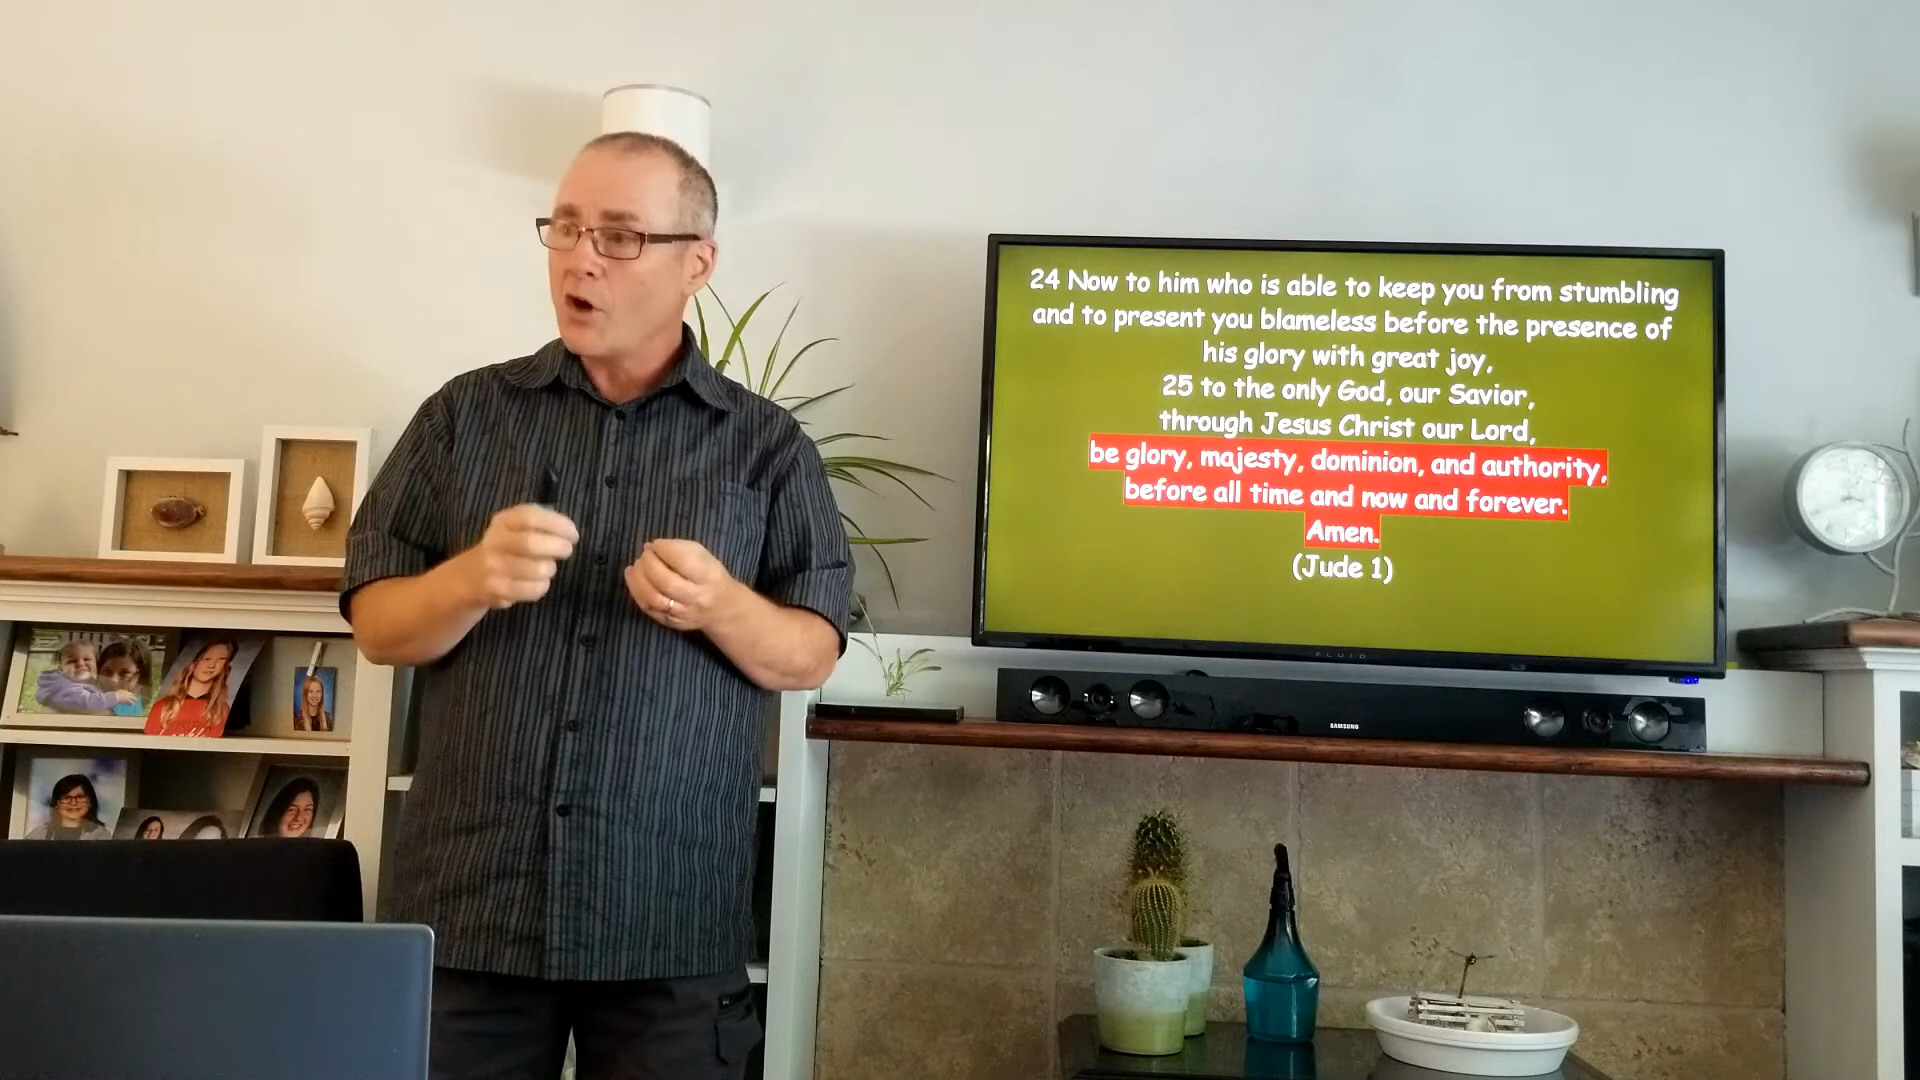 24 Now to him who is able to keep you from stumbling
and to present you blameless before the presence of
his glory with great joy,
25 to the only God, our Savior,
through Jesus Christ our Lord,
be glory, majesty, dominion, and authority,
before all time and now and forever.
Amen.
(Jude 1)
FLUID
SAMSUNG